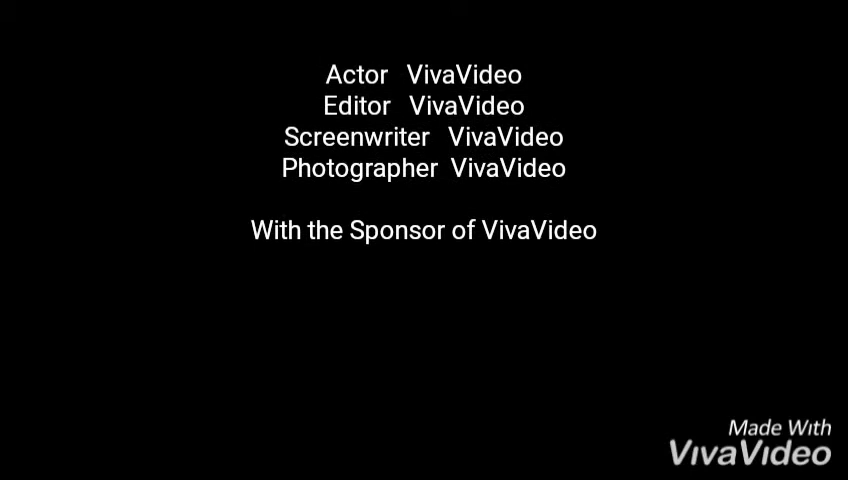 Actor VivaVideo
Editor VivaVideo
Screenwriter VivaVideo
Photographer VivaVideo
With the Sponsor of VivaVideo
Made With
VivaVideo